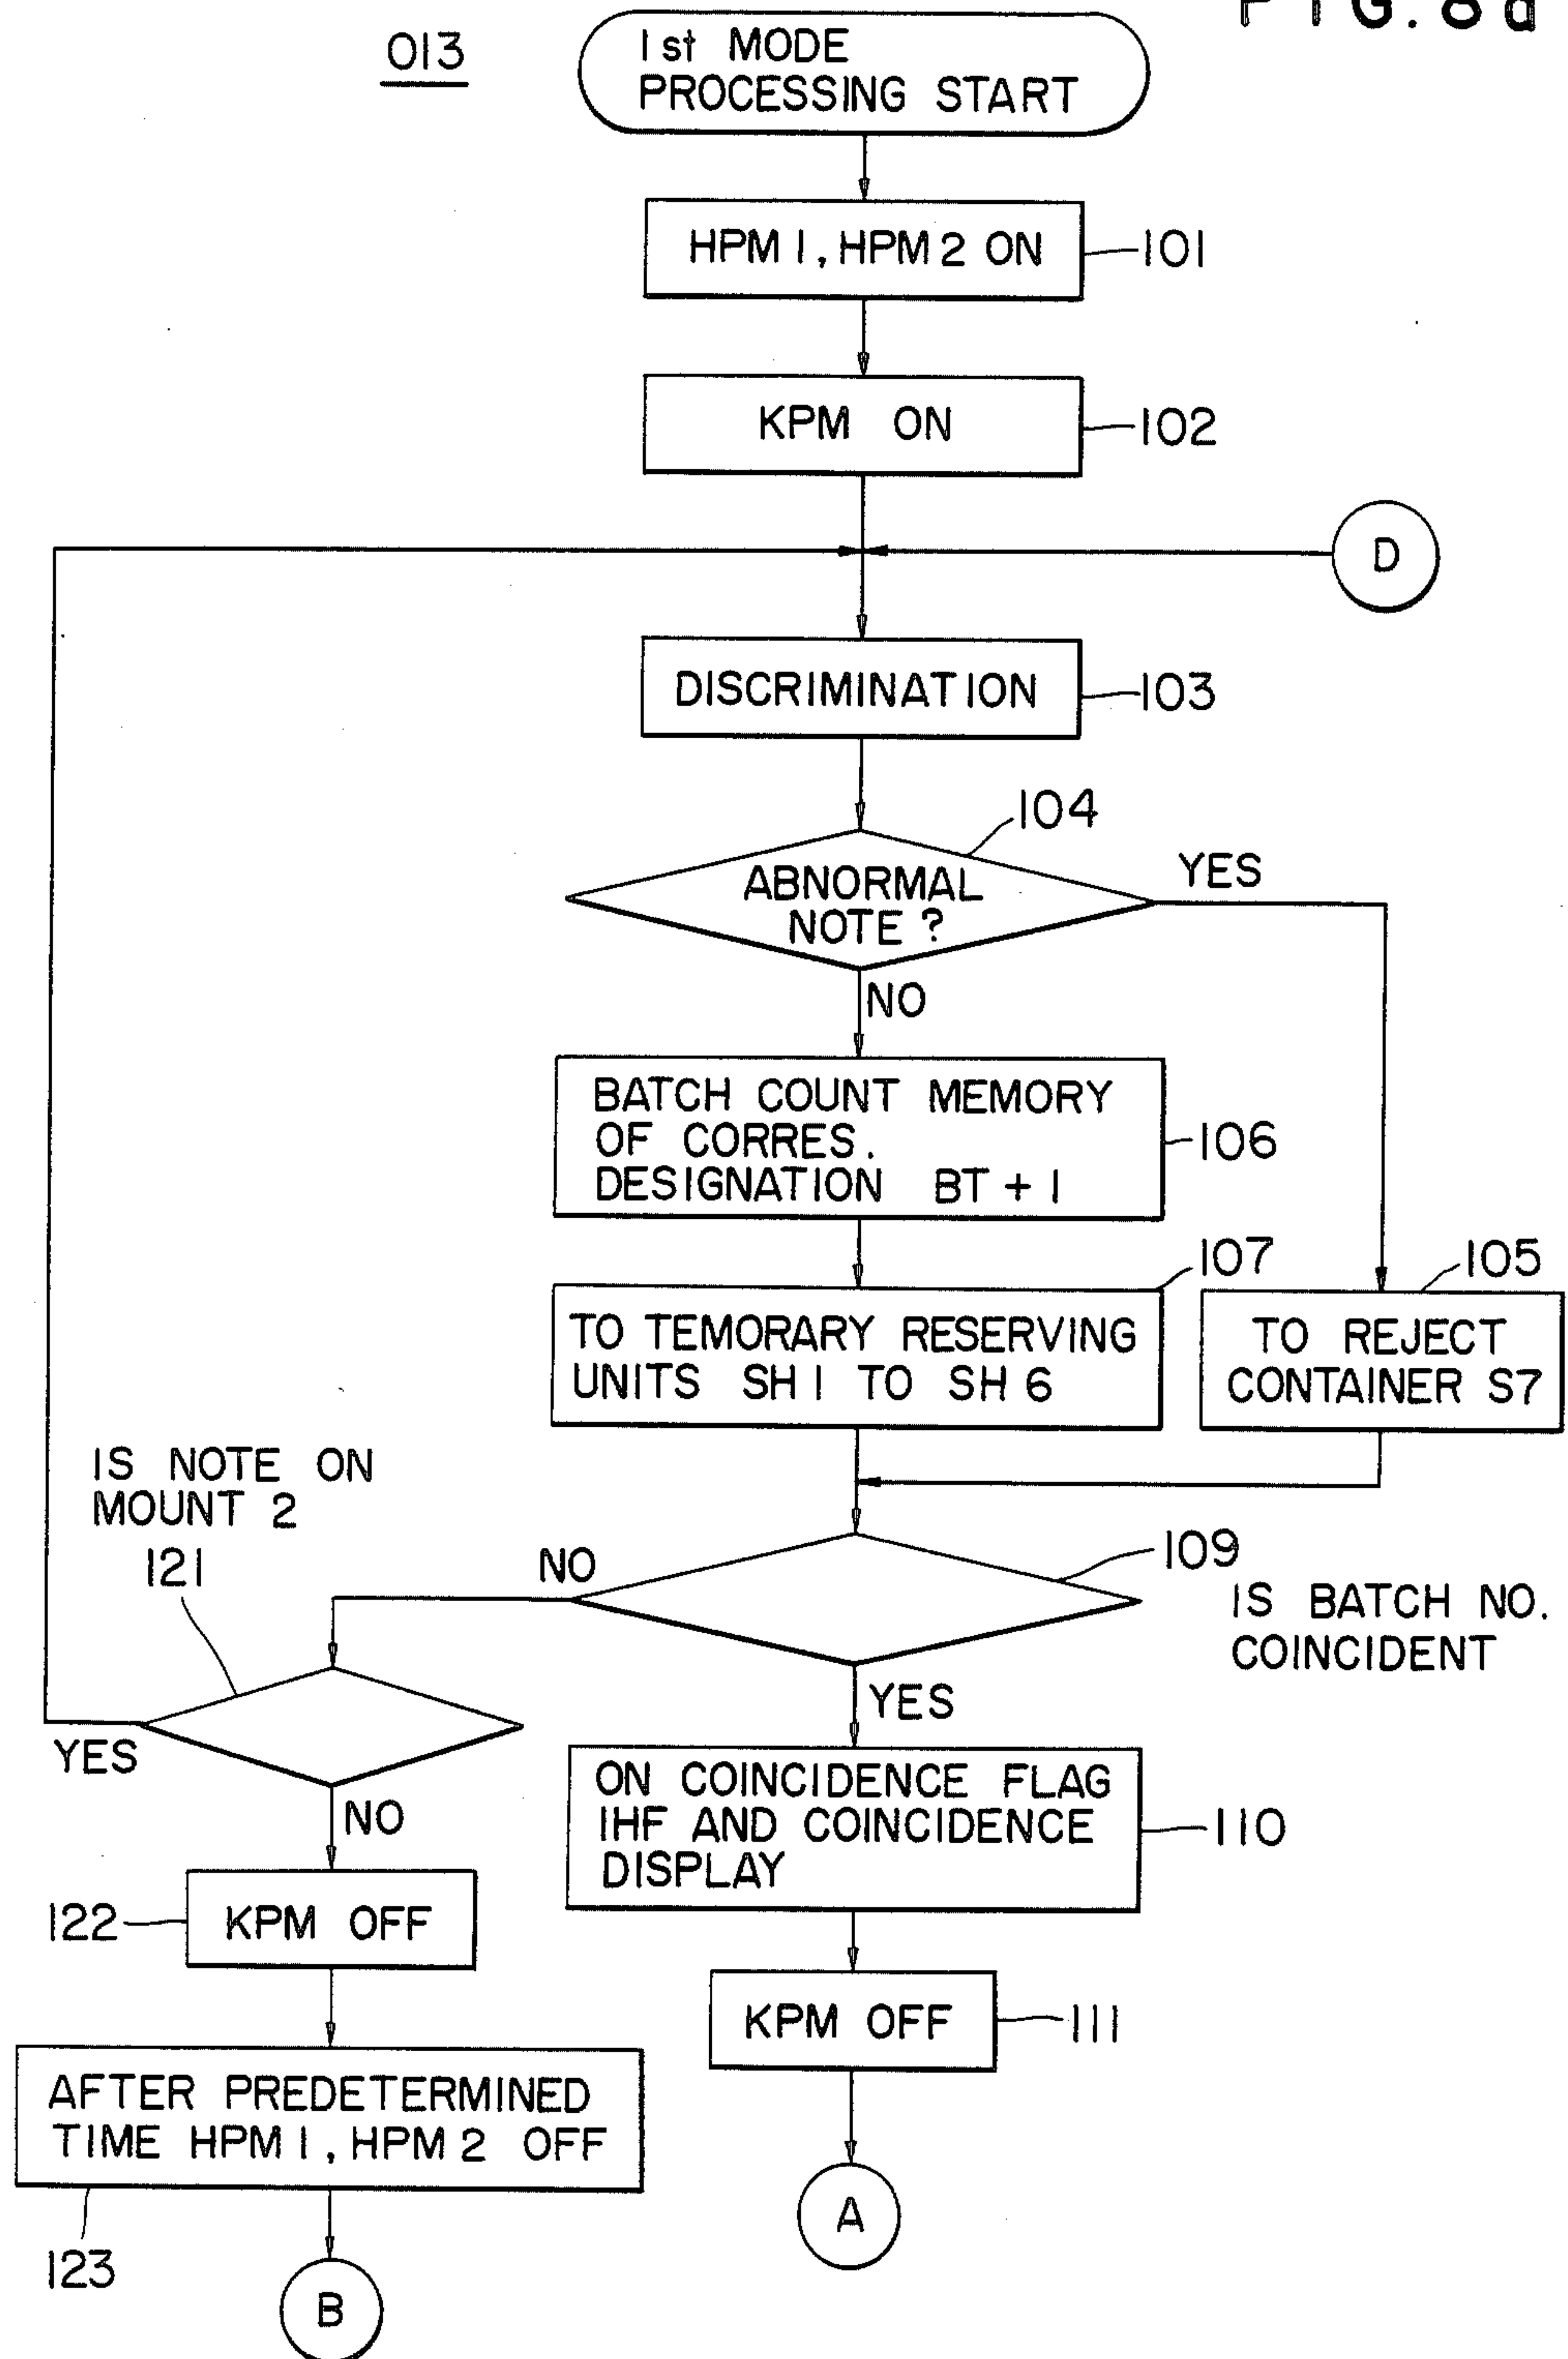 FIG. 8d
013
1st MODE
PROCESSING START
HPM 1, HPM 2 ON
101
KPM ON
102
D
DISCRIMINATION
103
104
ABNORMAL
NOTE ?
YES
NO
BATCH COUNT MEMORY
OF CORRES.
DESIGNATION BT + 1
106
107
105
TO TEMORARY RESERVING
UNITS SH 1 TO SH 6
TO REJECT
CONTAINER S7
IS NOTE ON
MOUNT 2
121
NO
109
IS BATCH NO.
COINCIDENT
YES
YES
NO
ON COINCIDENCE FLAG
IHF AND COINCIDENCE
DISPLAY
110
122
KPM OFF
KPM OFF
111
AFTER PREDETERMINED
TIME HPM 1, HPM 2 OFF
123
A
B